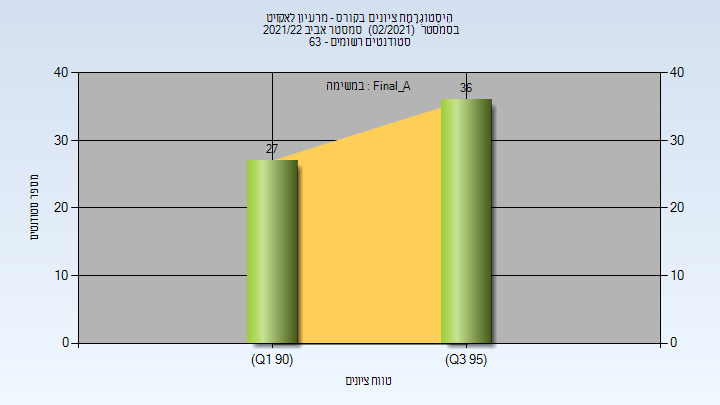 היסטוגרמת ציונים בקורס - מרעיון לאקזיט
בסמסטר (02/2021) סמסטר אביב 2021/22
סטודנטים רשומים - 63
במשימה : Final_A
40
30
20
10
0
40
30
20
10
0
27
36
מספר סטודנטים
(Q1 90)
(Q3 95)
טווח ציונים